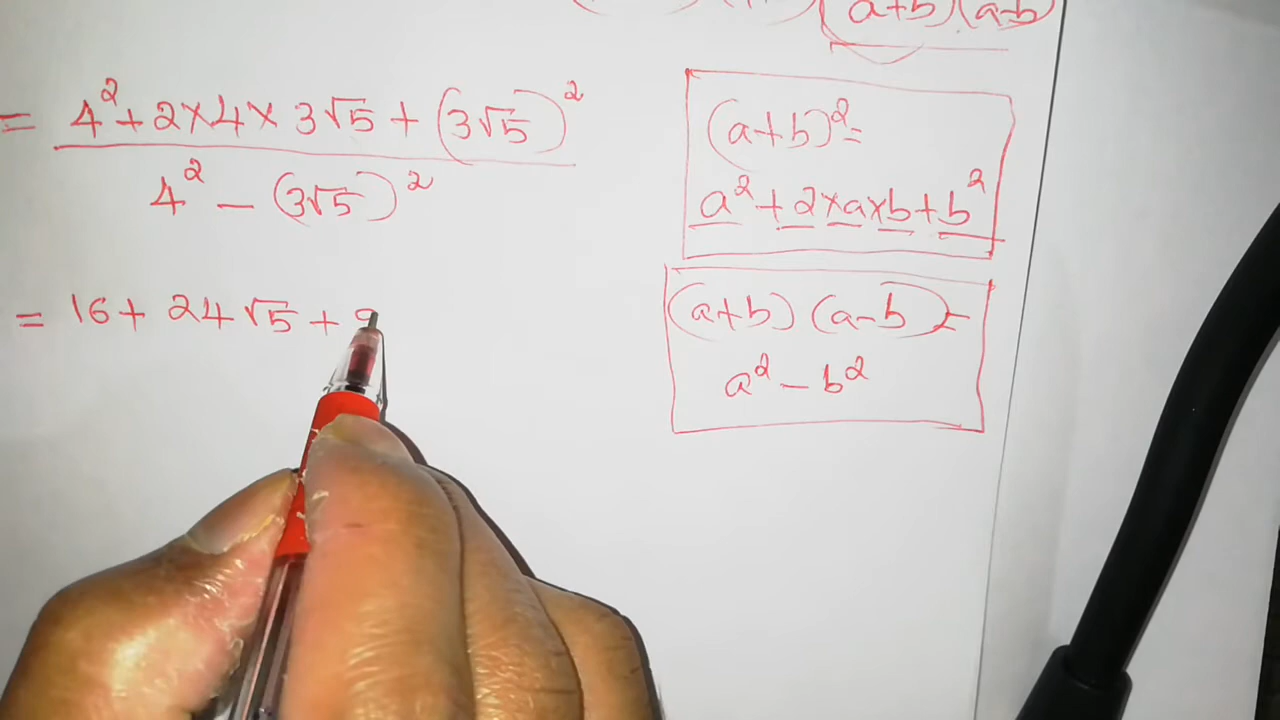 (a+b)(a-b)
= 4² + 2×4×3√5 + (3√5)²
4² - (3√5)²
= 16 + 24√5 +
(a+b)² =
a² + 2×a×b + b²
(a+b) (a-b) =
a² - b²